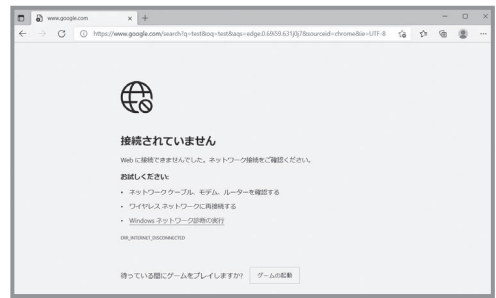 www.google.com
https://www.google.com/search?q=test&oq=test&aqs=edge.0.69i59.631j0j7&sourceid=chrome&ie=UTF-8
接続されていません
Web に接続できませんでした。ネットワーク接続をご確認ください。
お試しください:
• ネットワーク ケーブル、モデム、ルーターを確認する
• ワイヤレス ネットワークに再接続する
• Windows ネットワーク診断の実行
ERR_INTERNET_DISCONNECTED
待っている間にゲームをプレイしますか? ゲームの起動